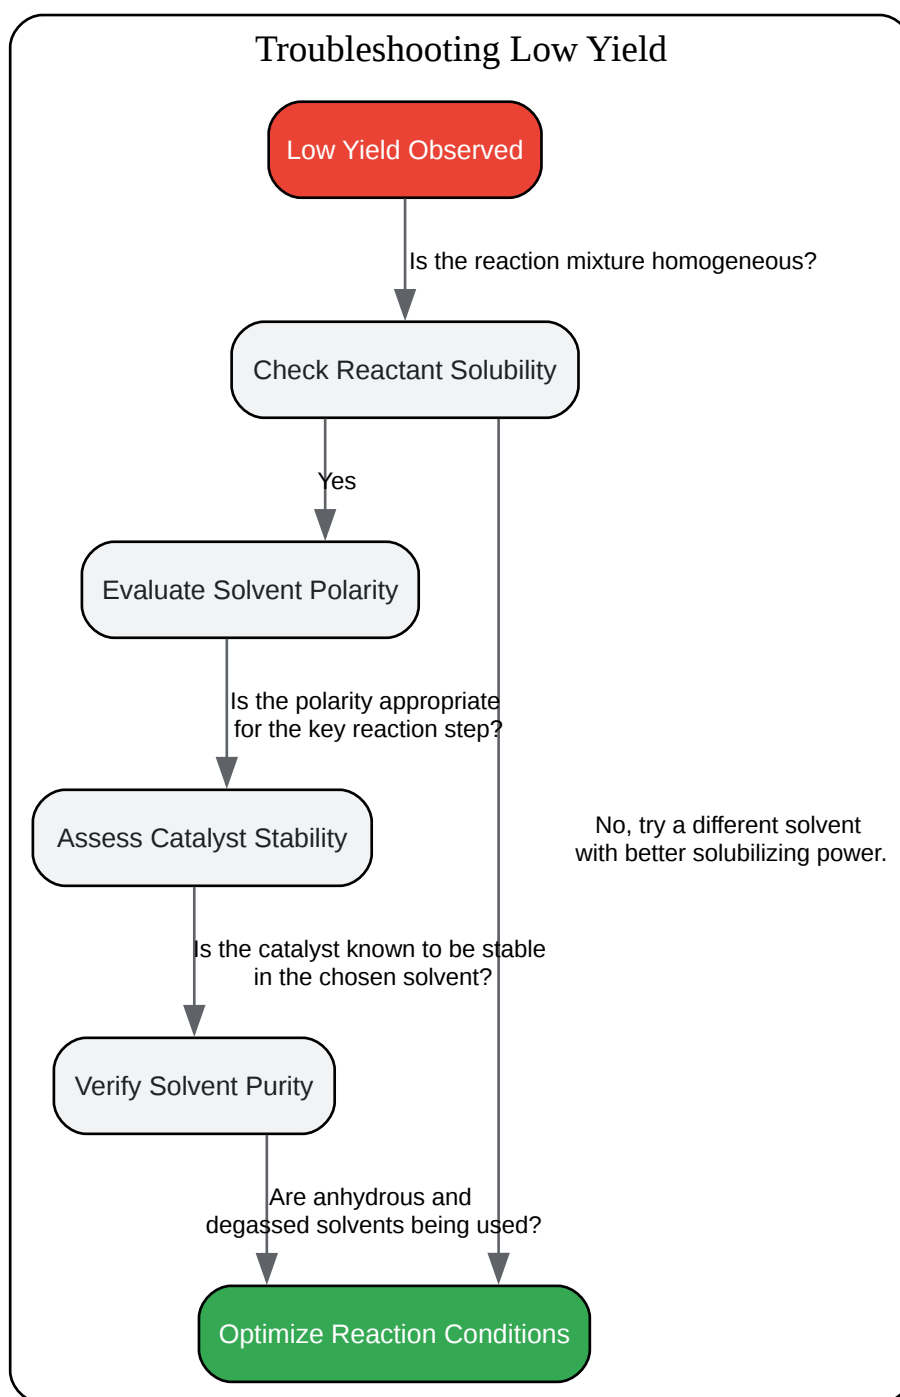 Troubleshooting Low Yield
Low Yield Observed
Is the reaction mixture homogeneous?
Check Reactant Solubility
Yes
Evaluate Solvent Polarity
Is the polarity appropriate
for the key reaction step?
Assess Catalyst Stability
No, try a different solvent
with better solubilizing power.
Is the catalyst known to be stable
in the chosen solvent?
Verify Solvent Purity
Are anhydrous and
degassed solvents being used?
Optimize Reaction Conditions